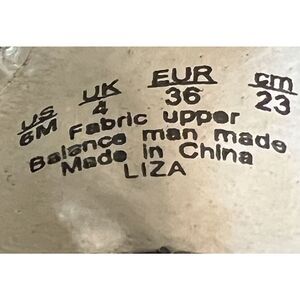 US UK EUR cm
6M 4 36 23
Fabric upper
Balance man made
Made in China
LIZA